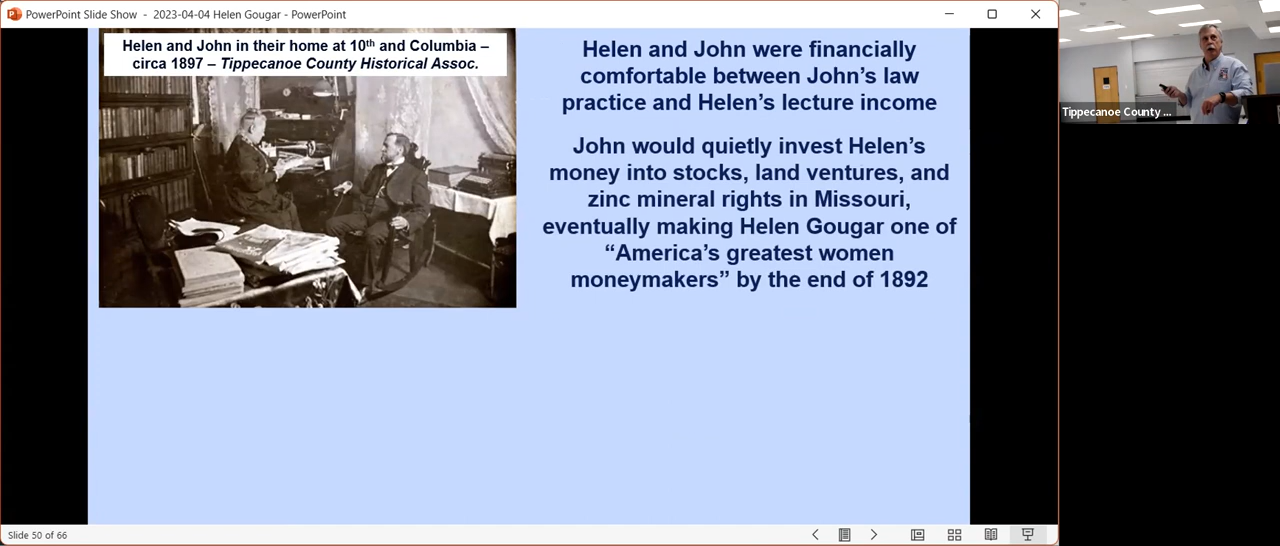 PowerPoint Slide Show - 2023-04-04 Helen Gougar - PowerPoint
Helen and John in their home at 10th and Columbia –
circa 1897 – Tippecanoe County Historical Assoc.
Helen and John were financially
comfortable between John’s law
practice and Helen’s lecture income
John would quietly invest Helen’s
money into stocks, land ventures, and
zinc mineral rights in Missouri,
eventually making Helen Gougar one of
“America’s greatest women
moneymakers” by the end of 1892
Tippecanoe County ...
Slide 50 of 66